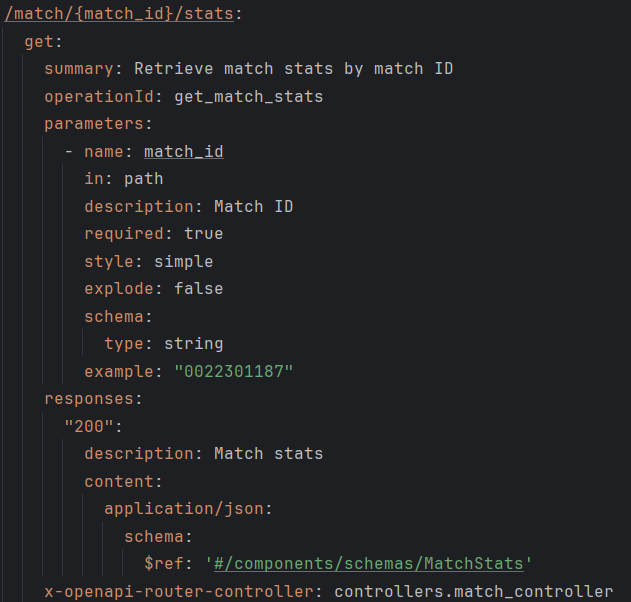 /match/{match_id}/stats:
get:
summary: Retrieve match stats by match ID
operationId: get_match_stats
parameters:
- name: match_id
in: path
description: Match ID
required: true
style: simple
explode: false
schema:
type: string
example: "0022301187"
responses:
"200":
description: Match stats
content:
application/json:
schema:
$ref: '#/components/schemas/MatchStats'
x-openapi-router-controller: controllers.match_controller